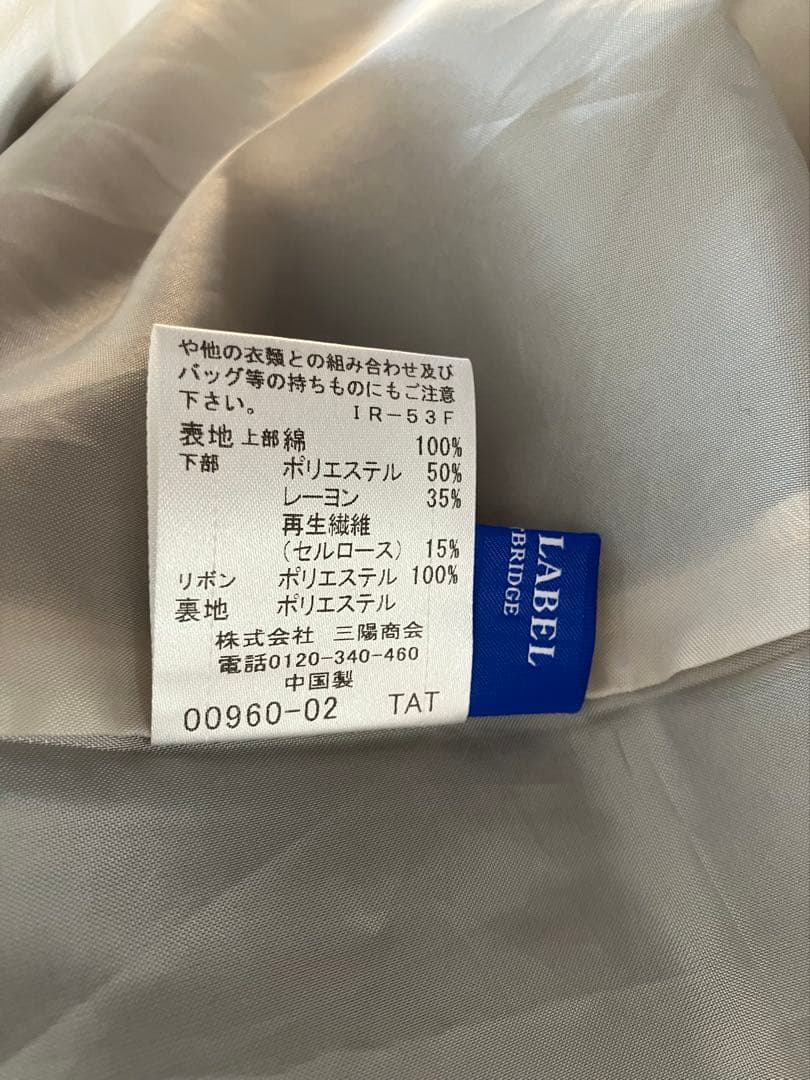 や他の衣類との組み合わせ及び
バッグ等の持ちものにもご注意
下さい。 IR-53F
表地 上部 綿 100%
下部 ポリエステル 50%
レーヨン 35%
再生繊維
(セルロース) 15%
リボン ポリエステル 100%
裏地 ポリエステル
株式会社 三陽商会
電話0120-340-460
中国製
00960-02 TAT
LABEL
TBRIDGE